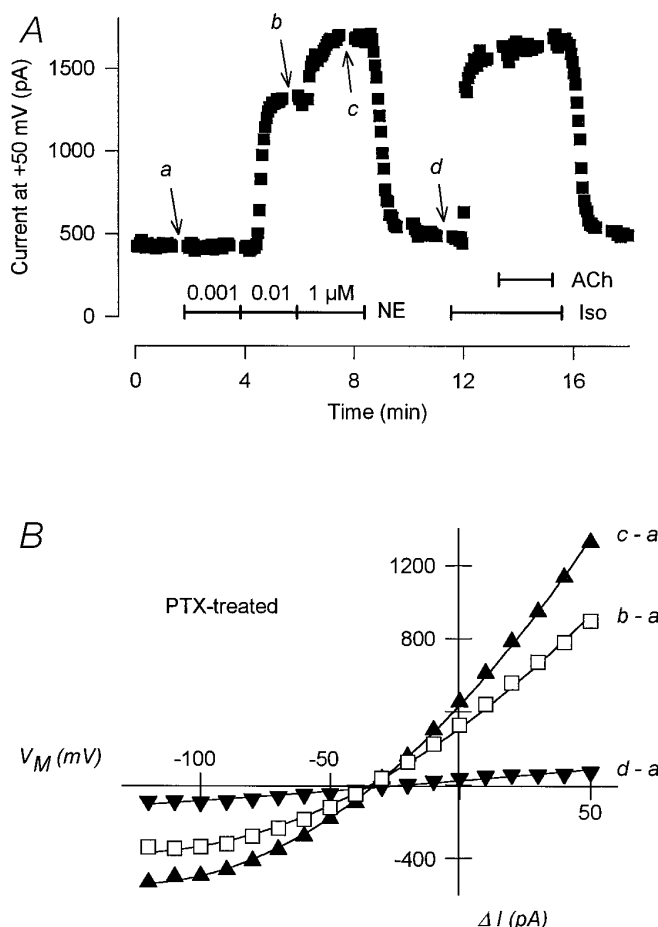 A
Current at +50 mV (pA)
1500
1000
500
0
a
b
c
d
0.001 0.01 1 µM NE
ACh
Iso
0 4 8 12 16
Time (min)
B
PTX-treated
c - a
b - a
d - a
1200
800
-400
V_M (mV)
-100
-50
50
Δ I (pA)